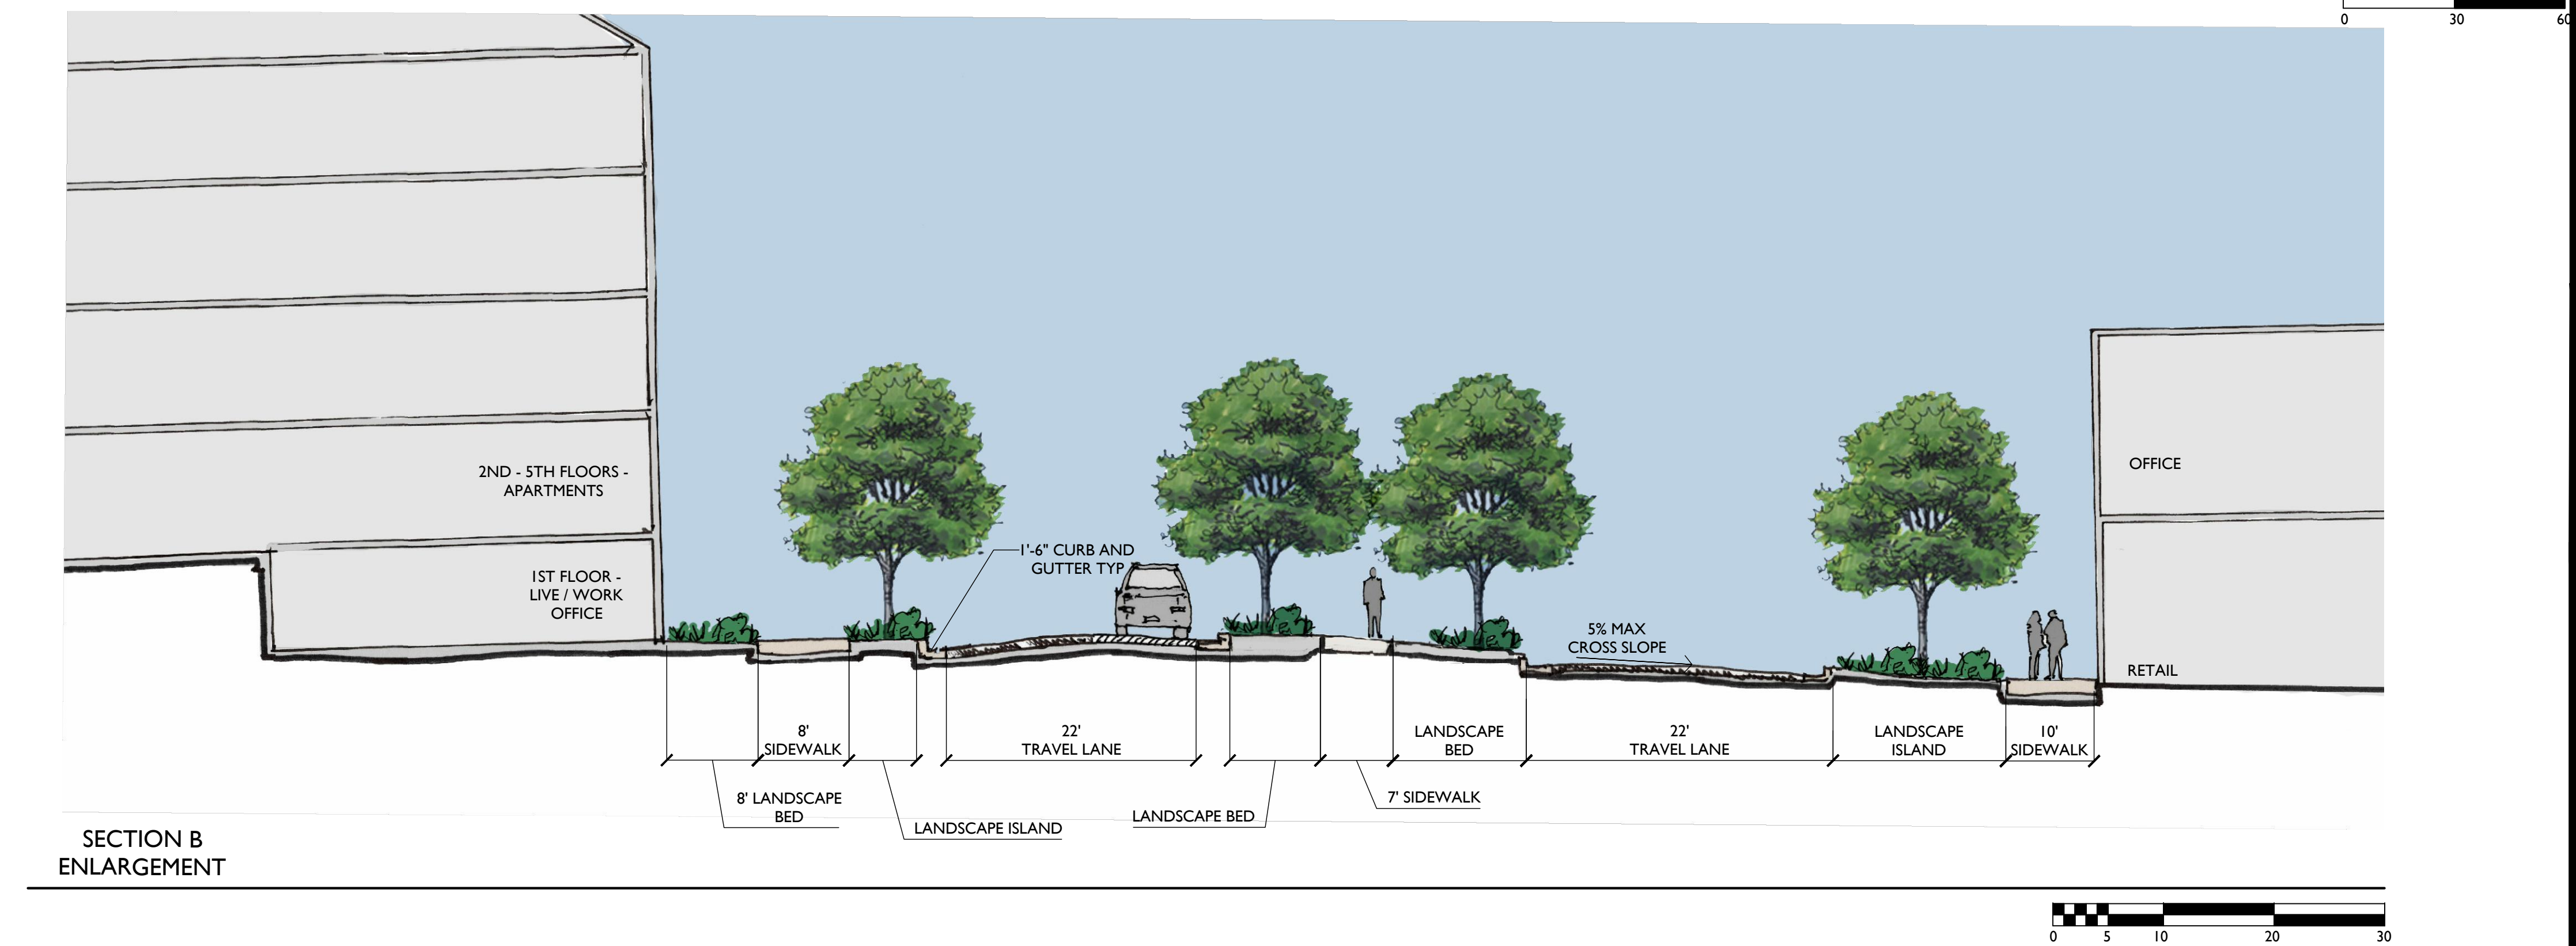 0 30 60
2ND - 5TH FLOORS -
APARTMENTS
OFFICE
1'-6" CURB AND
GUTTER TYP
1ST FLOOR -
LIVE / WORK
OFFICE
5% MAX
CROSS SLOPE
RETAIL
8'
SIDEWALK
22'
TRAVEL LANE
LANDSCAPE
BED
22'
TRAVEL LANE
LANDSCAPE
ISLAND
10'
SIDEWALK
8' LANDSCAPE
BED
LANDSCAPE ISLAND
LANDSCAPE BED
7' SIDEWALK
SECTION B
ENLARGEMENT
0 5 10 20 30